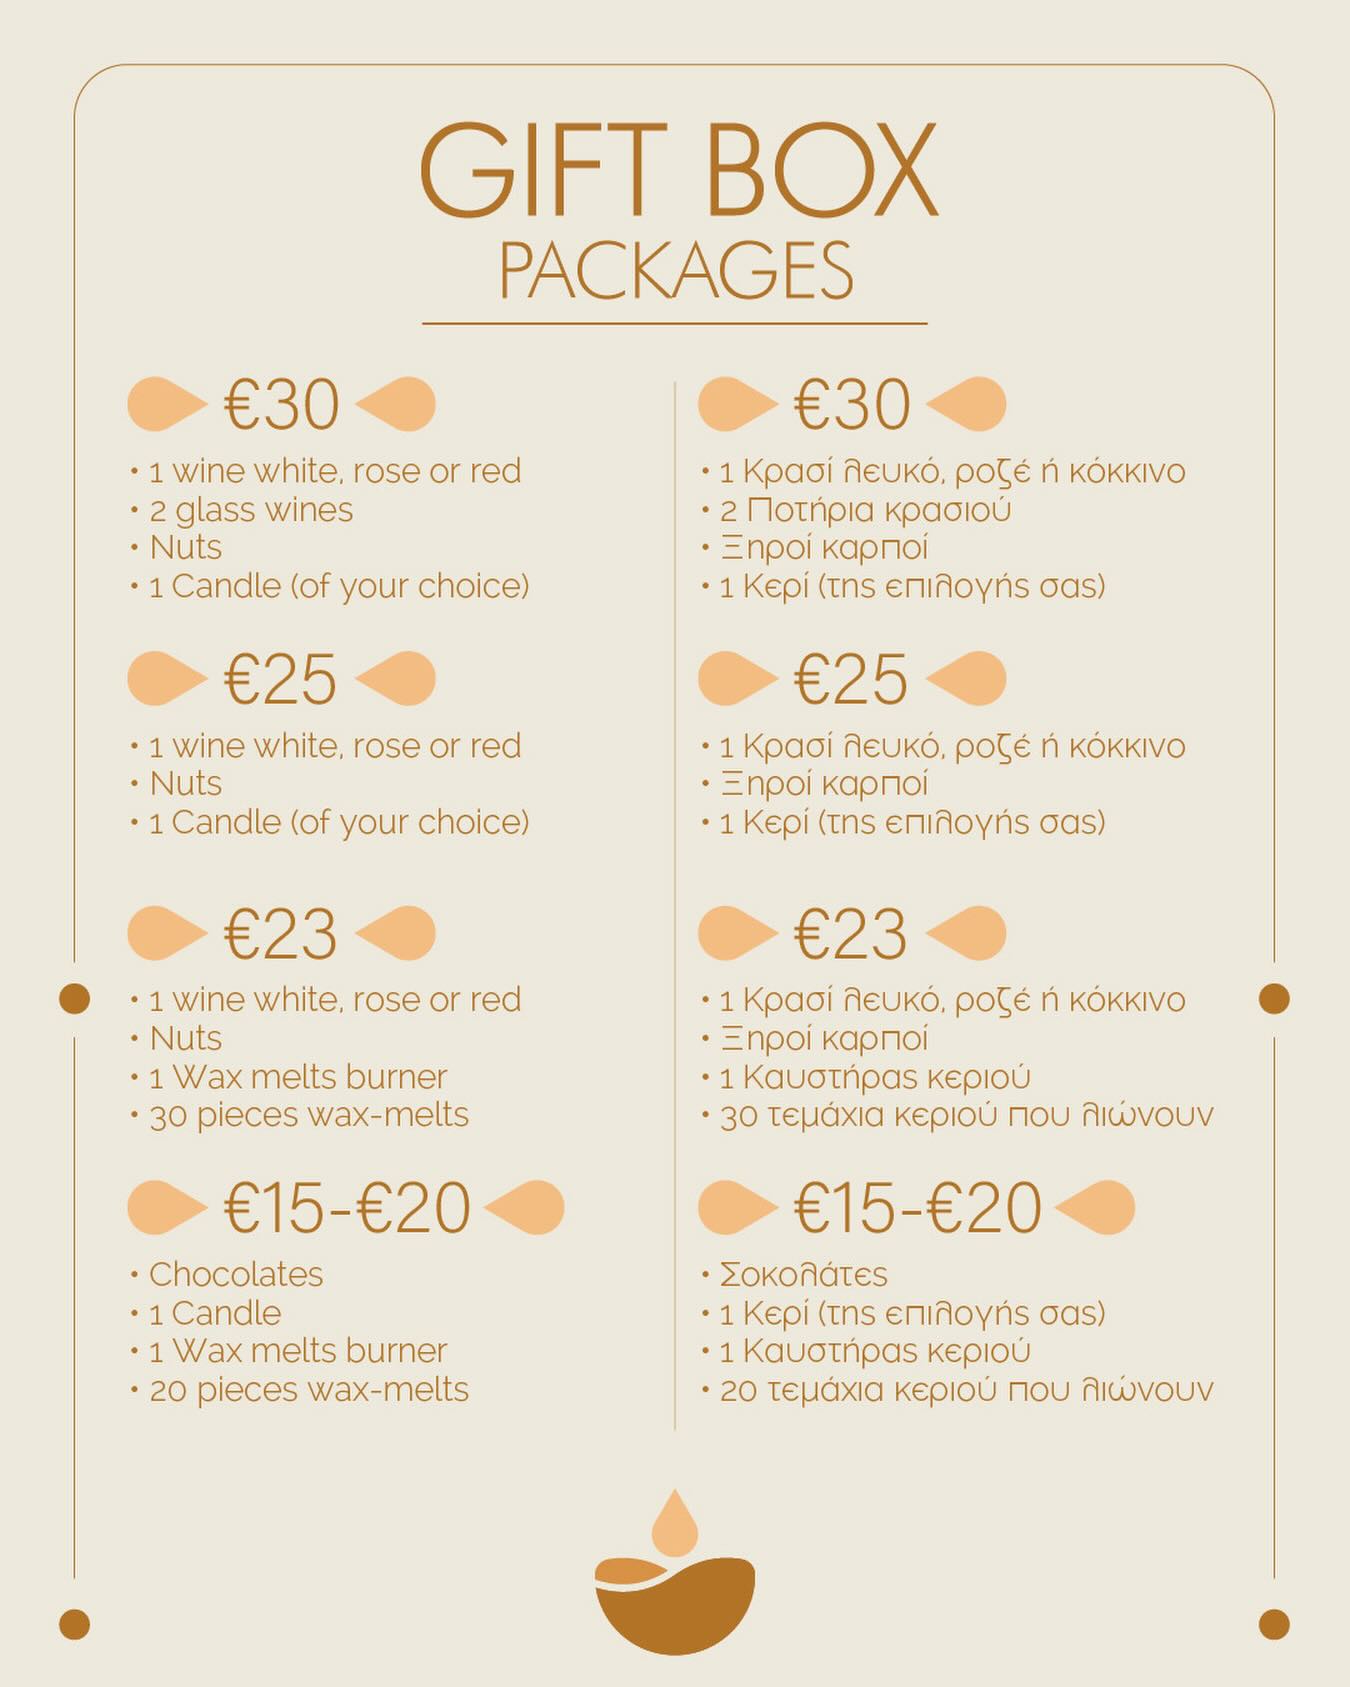 GIFT BOX
PACKAGES
€30
• 1 wine white, rose or red
• 2 glass wines
• Nuts
• 1 Candle (of your choice)
€25
• 1 wine white, rose or red
• Nuts
• 1 Candle (of your choice)
€23
• 1 wine white, rose or red
• Nuts
• 1 Wax melts burner
• 30 pieces wax-melts
€15-€20
• Chocolates
• 1 Candle
• 1 Wax melts burner
• 20 pieces wax-melts
€30
• 1 Κρασί λευκό, ροζέ ή κόκκινο
• 2 Ποτήρια κρασιού
• Ξηροί καρποί
• 1 Κερί (της επιλογής σας)
€25
• 1 Κρασί λευκό, ροζέ ή κόκκινο
• Ξηροί καρποί
• 1 Κερί (της επιλογής σας)
€23
• 1 Κρασί λευκό, ροζέ ή κόκκινο
• Ξηροί καρποί
• 1 Καυστήρας κεριού
• 30 τεμάχια κεριού που λιώνουν
€15-€20
• Σοκολάτες
• 1 Κερί (της επιλογής σας)
• 1 Καυστήρας κεριού
• 20 τεμάχια κεριού που λιώνουν